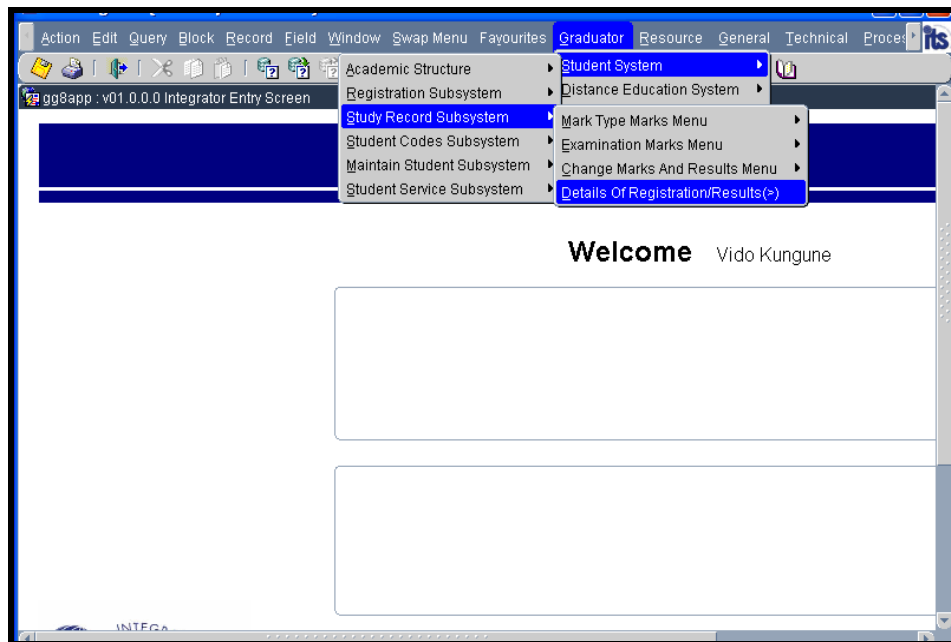 Action Edit Query Block Record Field Window Swap Menu Favourites Graduator Resource General Technical
its
gg8app : v01.0.0.0 Integrator Entry Screen
Academic Structure
Registration Subsystem
Study Record Subsystem
Student Codes Subsystem
Maintain Student Subsystem
Student Service Subsystem
Student System
Distance Education System
Mark Type Marks Menu
Examination Marks Menu
Change Marks And Results Menu
Details Of Registration/Results(>)
Welcome Vido Kungune